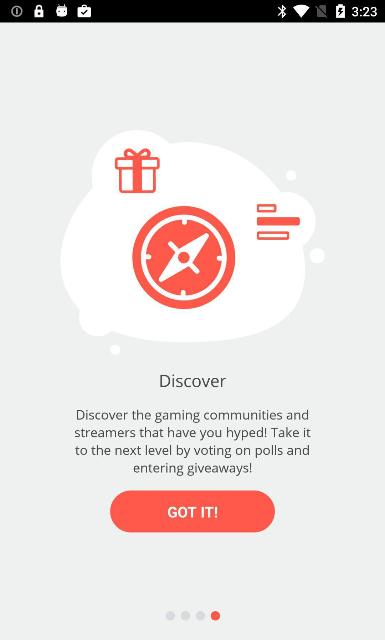 3:23
Discover
Discover the gaming communities and
streamers that have you hyped! Take it
to the next level by voting on polls and
entering giveaways!
GOT IT!